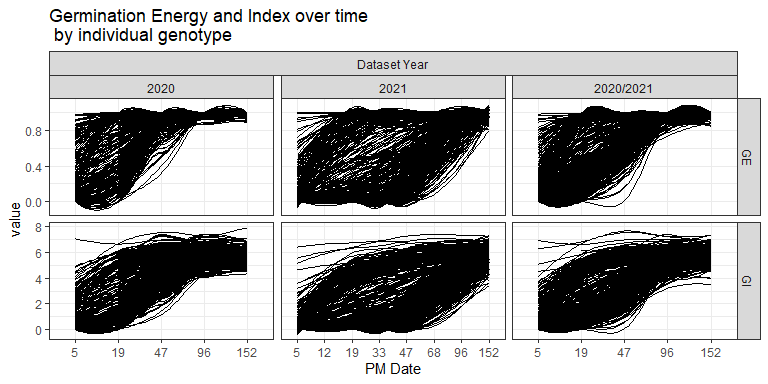 Germination Energy and Index over time
by individual genotype
Dataset Year
2020
2021
2020/2021
0.8
0.4
0.0
GE
8
6
4
2
0
GI
value
5 19 47 96 152
5 12 19 33 47 68 96 152
5 19 47 96 152
PM Date